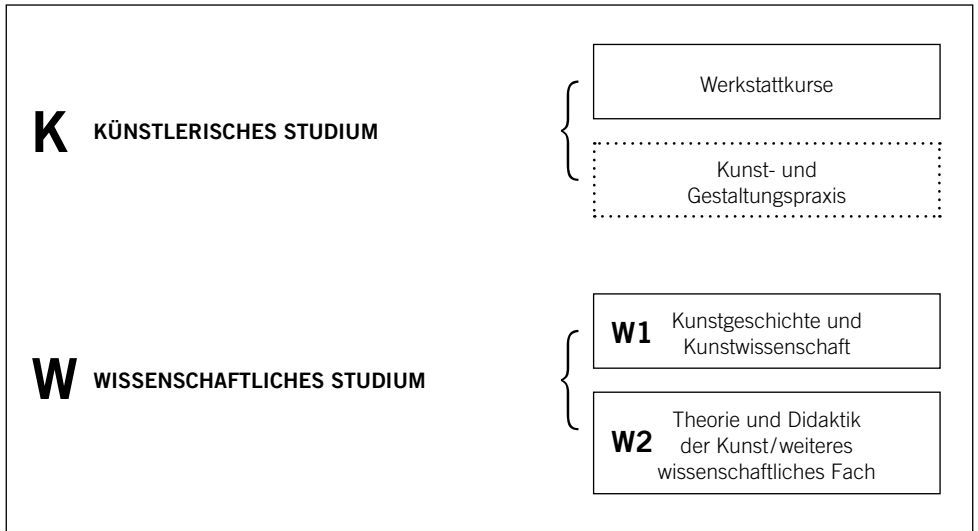 K KÜNSTLERISCHES STUDIUM
Werkstattkurse
Kunst- und
Gestaltungspraxis
W WISSENSCHAFTLICHES STUDIUM
W1 Kunstgeschichte und
Kunstwissenschaft
W2 Theorie und Didaktik
der Kunst/weiteres
wissenschaftliches Fach